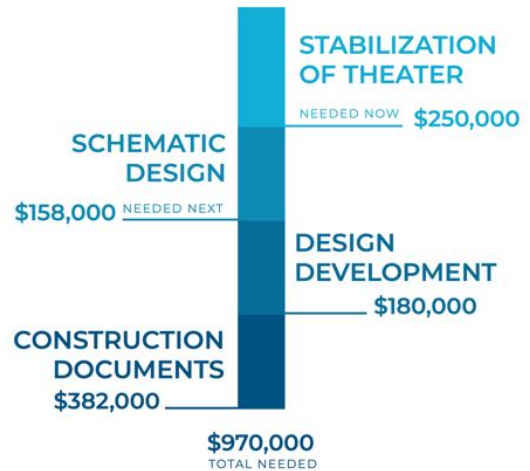 STABILIZATION
OF THEATER
NEEDED NOW $250,000
SCHEMATIC
DESIGN
$158,000 NEEDED NEXT
DESIGN
DEVELOPMENT
$180,000
CONSTRUCTION
DOCUMENTS
$382,000
$970,000
TOTAL NEEDED